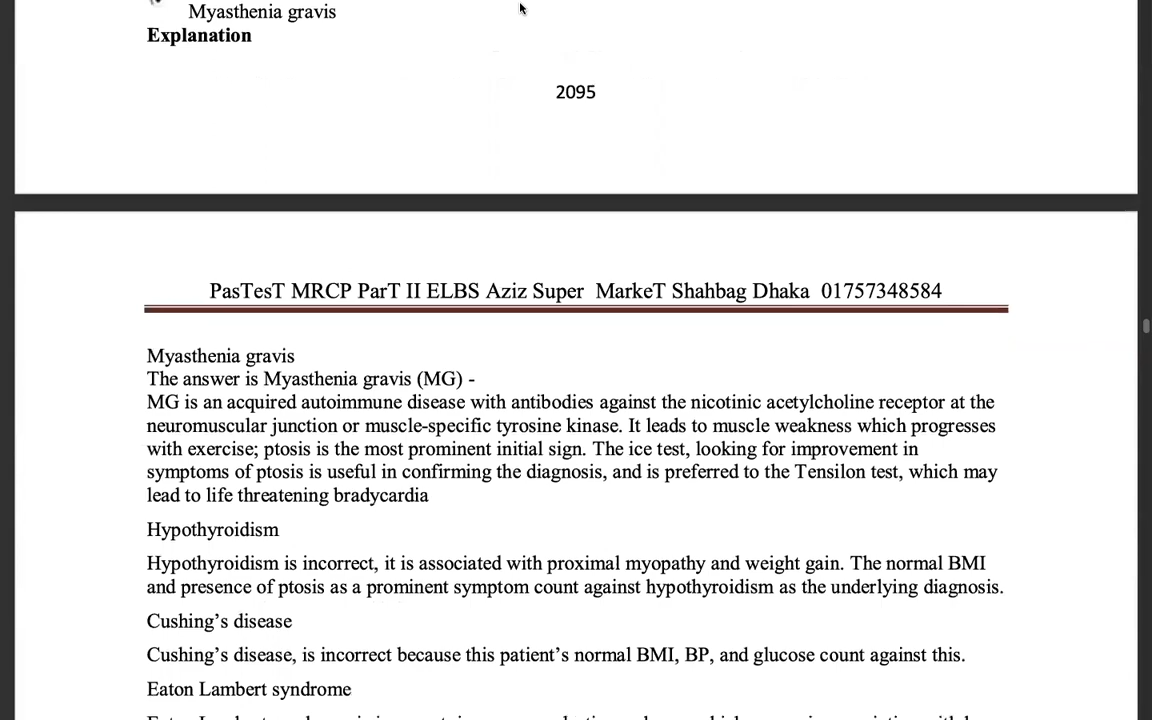 Myasthenia gravis
Explanation
2095
PasTesT MRCP ParT II ELBS Aziz Super MarkeT Shahbag Dhaka 01757348584
Myasthenia gravis
The answer is Myasthenia gravis (MG) -
MG is an acquired autoimmune disease with antibodies against the nicotinic acetylcholine receptor at the
neuromuscular junction or muscle-specific tyrosine kinase. It leads to muscle weakness which progresses
with exercise; ptosis is the most prominent initial sign. The ice test, looking for improvement in
symptoms of ptosis is useful in confirming the diagnosis, and is preferred to the Tensilon test, which may
lead to life threatening bradycardia
Hypothyroidism
Hypothyroidism is incorrect, it is associated with proximal myopathy and weight gain. The normal BMI
and presence of ptosis as a prominent symptom count against hypothyroidism as the underlying diagnosis.
Cushing’s disease
Cushing’s disease, is incorrect because this patient’s normal BMI, BP, and glucose count against this.
Eaton Lambert syndrome